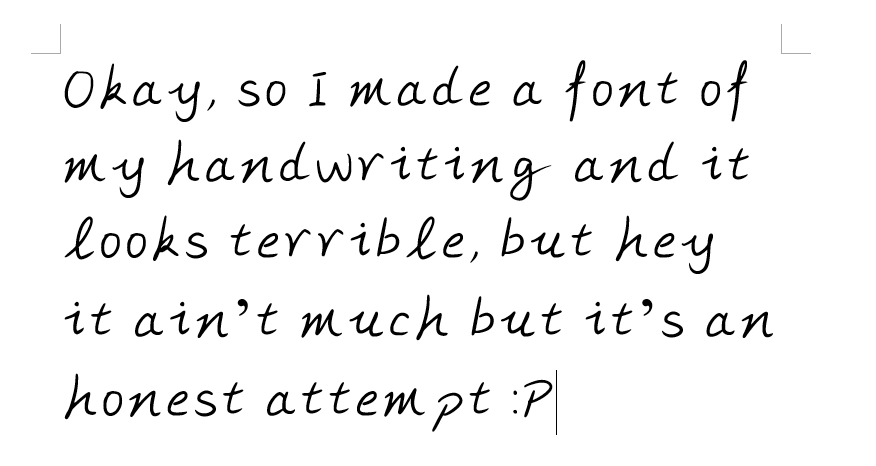 Okay, so I made a font of
my handwriting and it
looks terrible, but hey
it ain’t much but it’s an
honest attempt :P